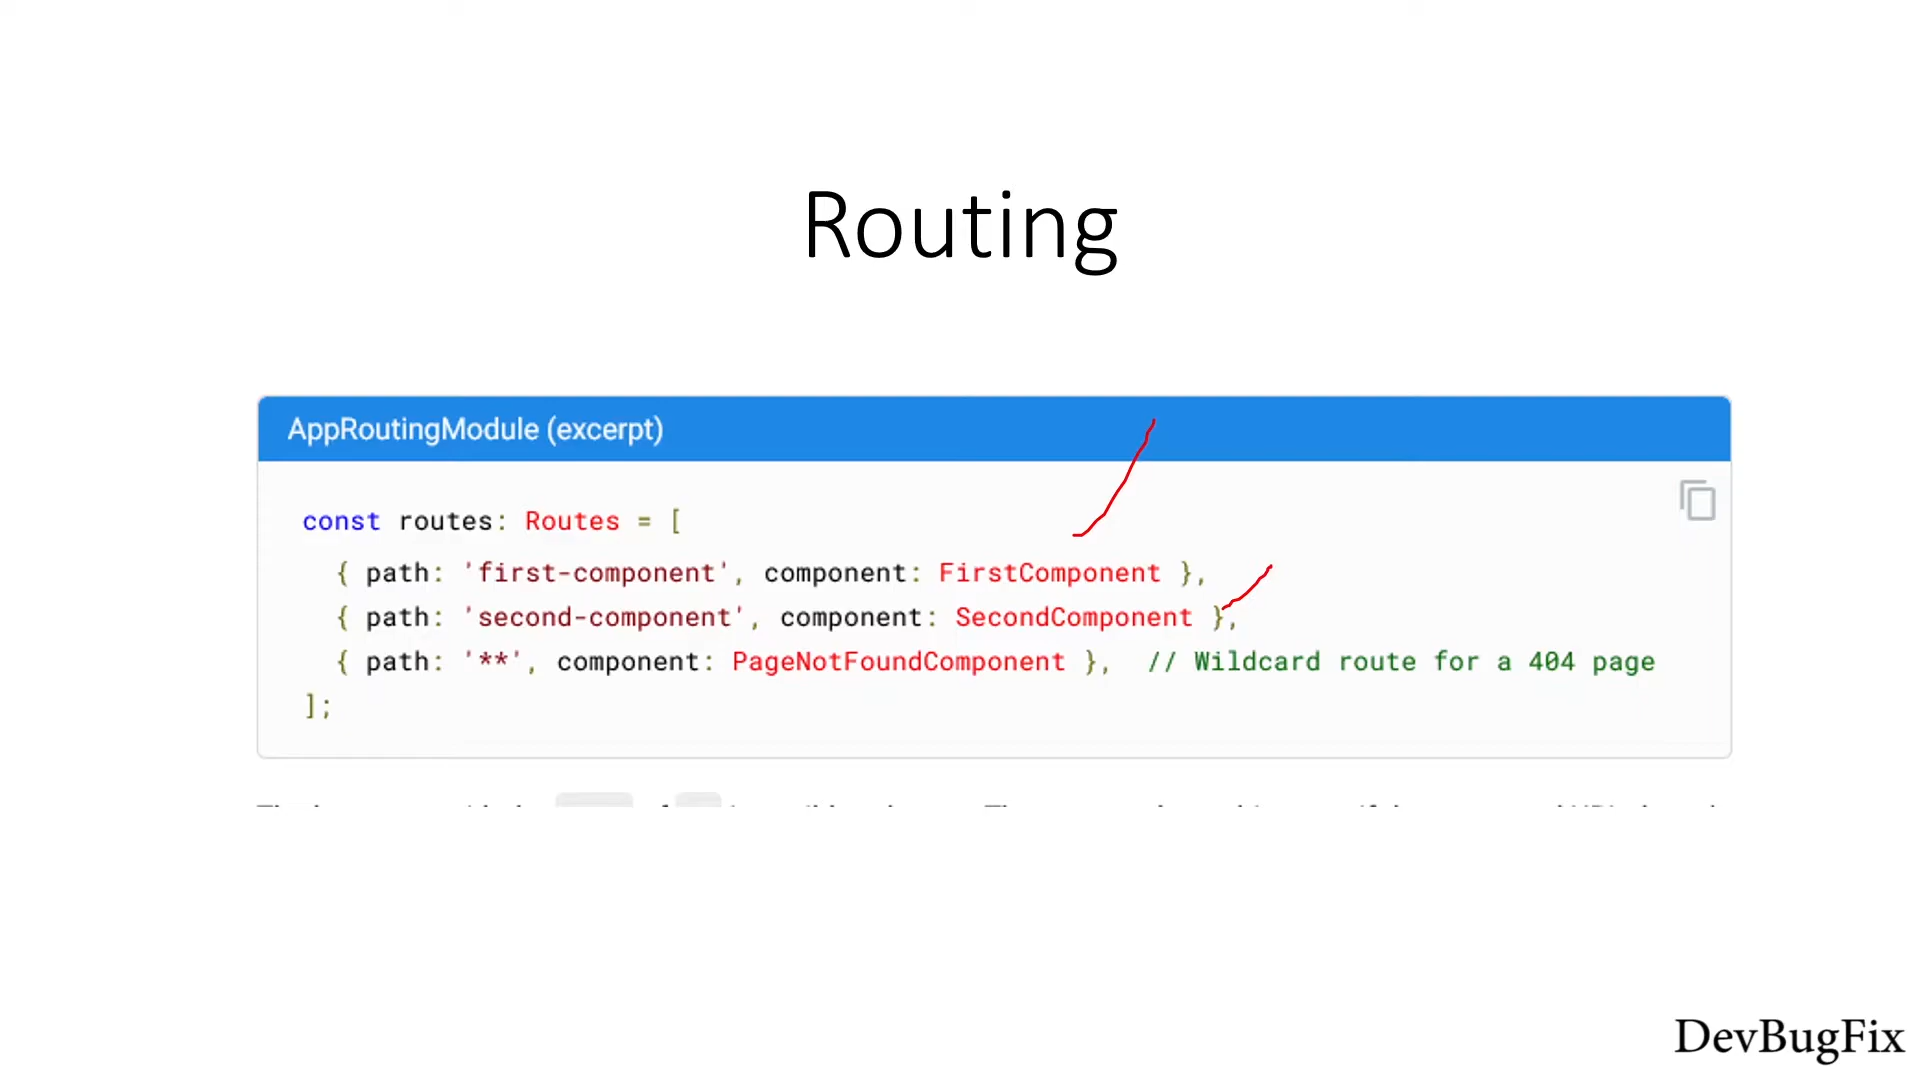 Routing
AppRoutingModule (excerpt)
const routes: Routes = [
{ path: 'first-component', component: FirstComponent },
{ path: 'second-component', component: SecondComponent },
{ path: '**', component: PageNotFoundComponent },  // Wildcard route for a 404 page
];
DevBugFix